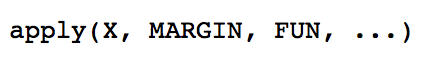 apply(X, MARGIN, FUN, ...)